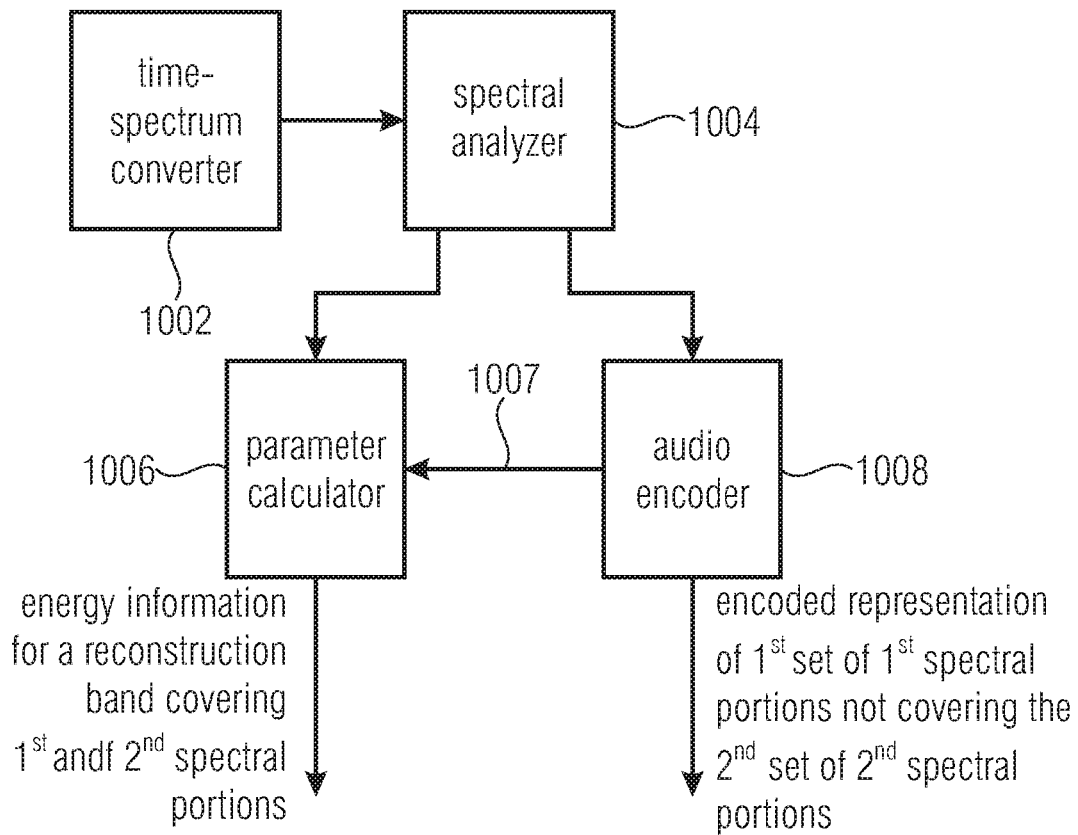 time-
spectrum
converter
spectral
analyzer
1004
1002
1007
1006
parameter
calculator
audio
encoder
1008
energy information
for a reconstruction
band covering
1st andf 2nd spectral
portions
encoded representation
of 1st set of 1st spectral
portions not covering the
2nd set of 2nd spectral
portions